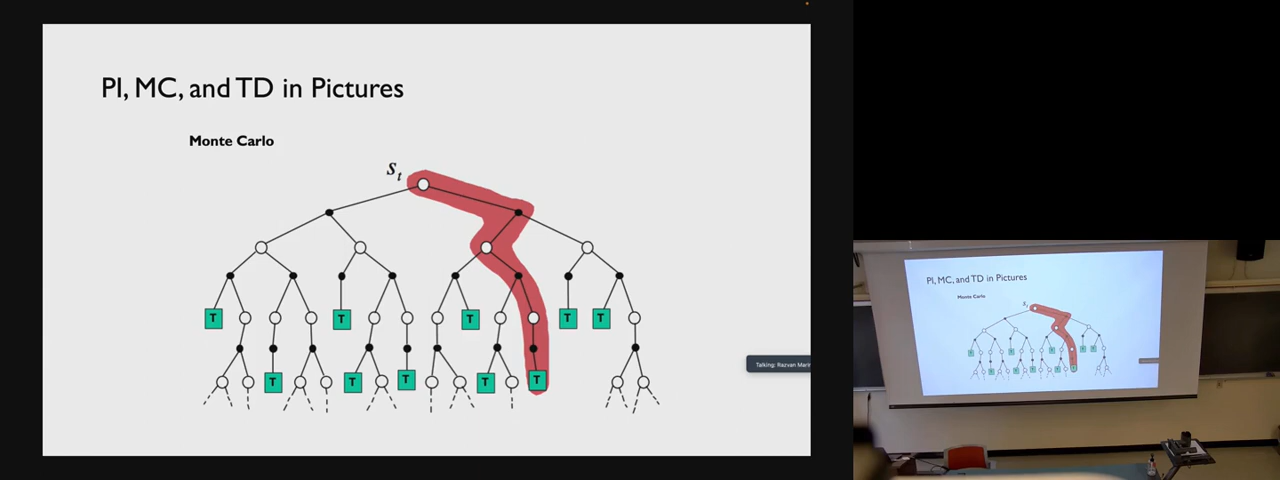 PI, MC, and TD in Pictures
Monte Carlo
St
T
T
T
T
T
T
T
T
T
T
Talking: Razvan Mari
PI, MC, and TD in Pictures
Monte Carlo